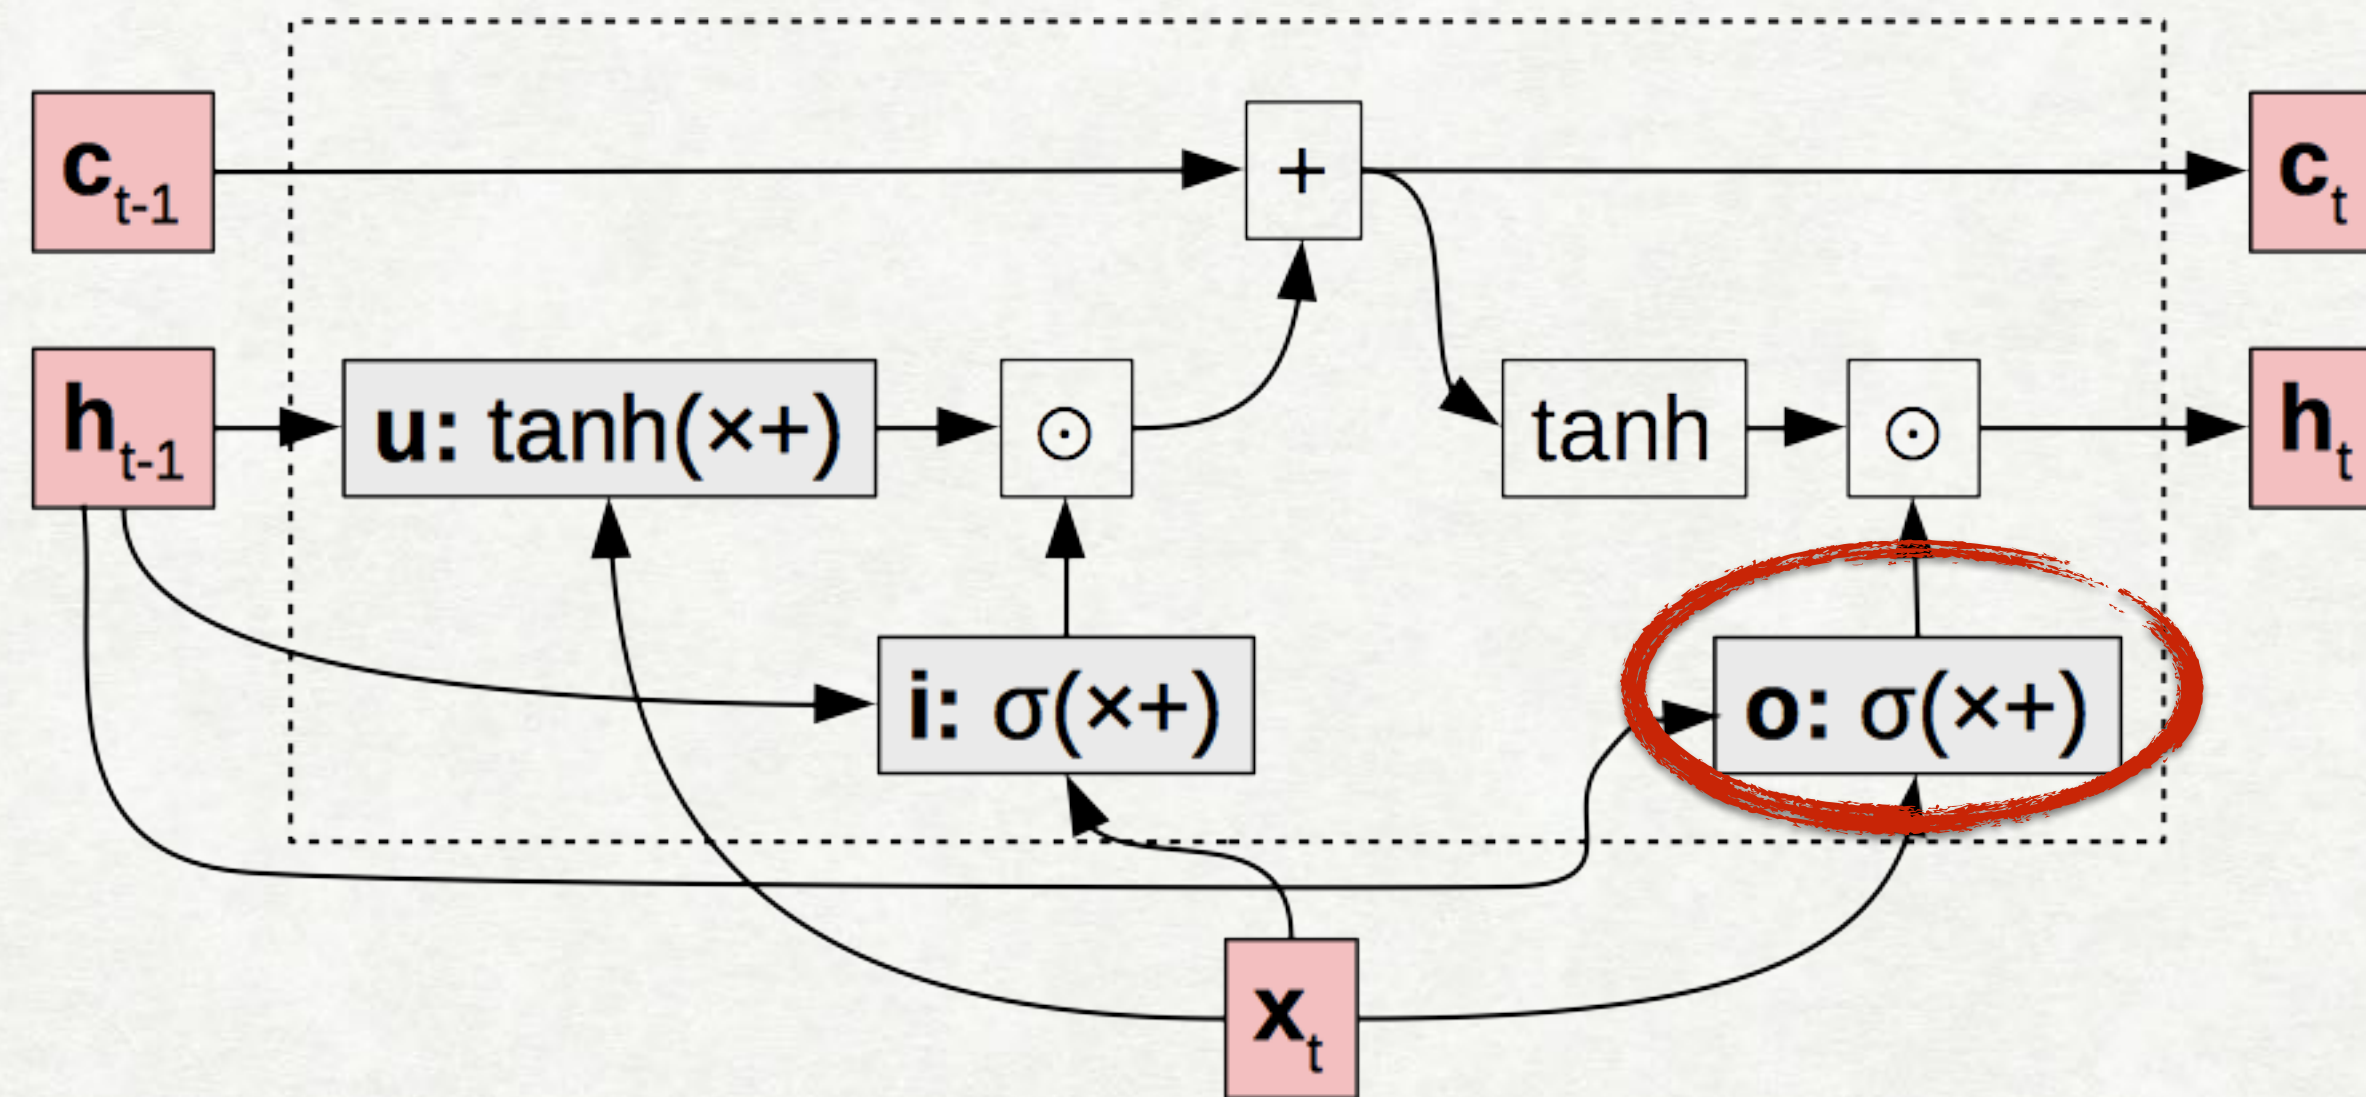 c t-1
+
c t
h t-1
u: tanh(×+)
⊙
tanh
⊙
h t
i: σ(×+)
o: σ(×+)
x t